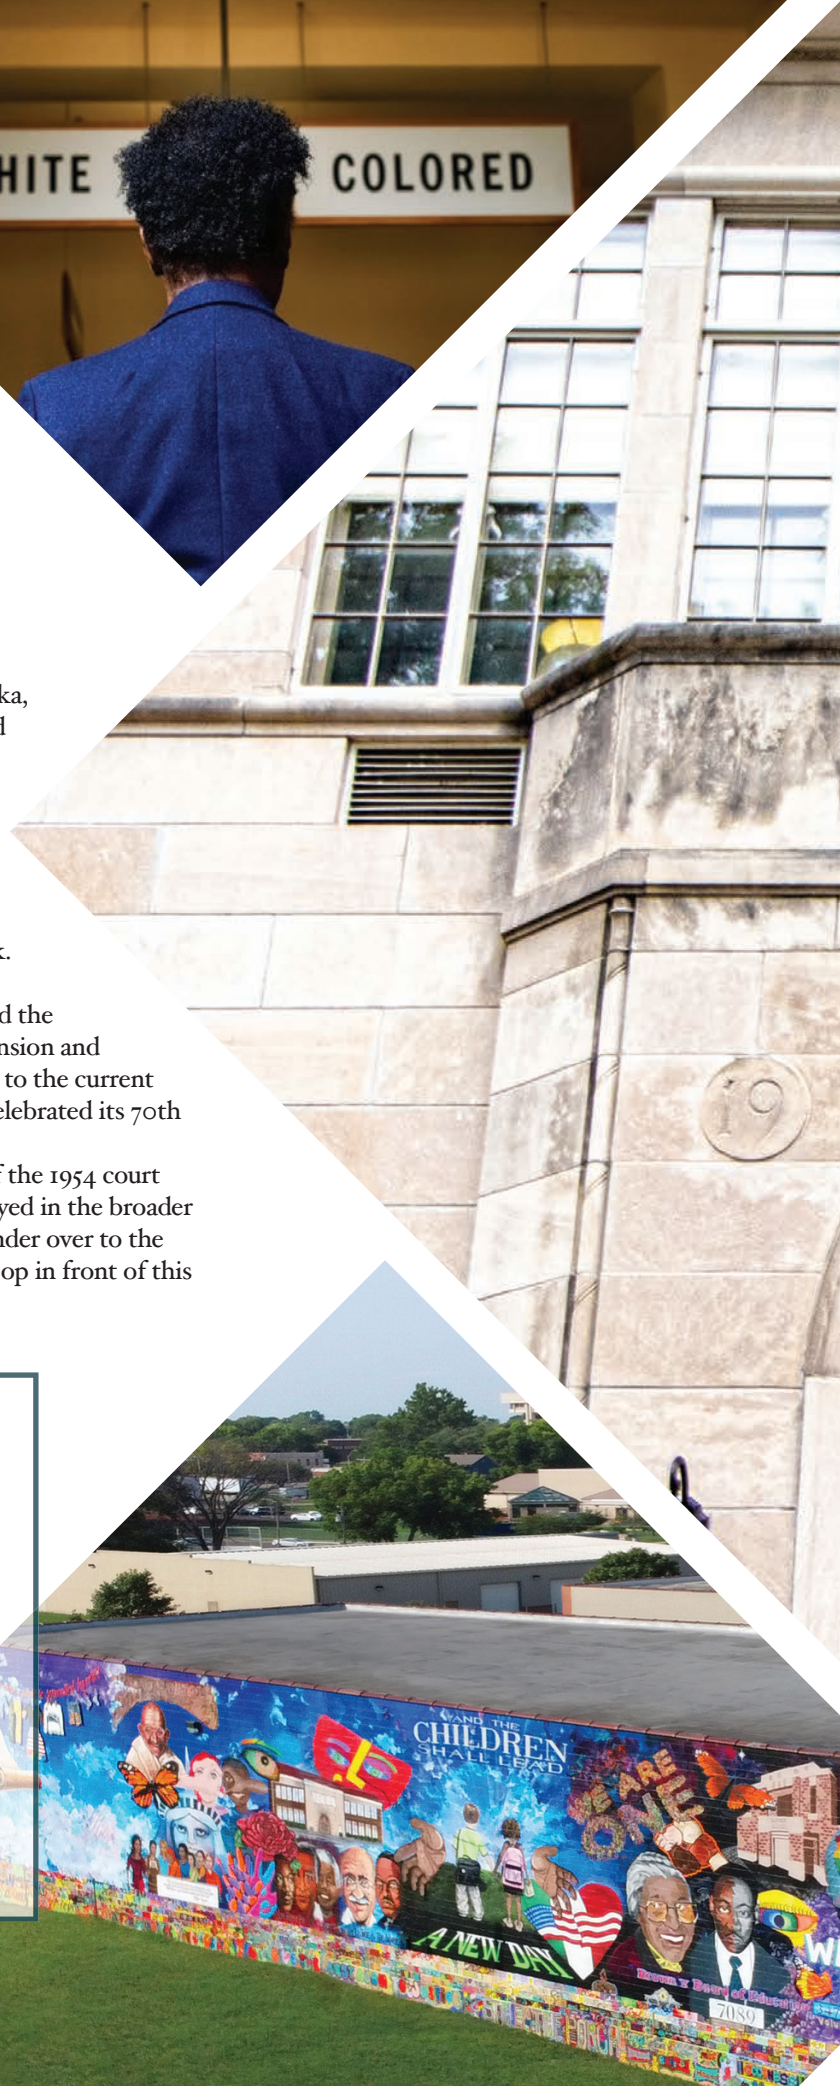 HITE COLORED
ka,
d
k.
d the
nsion and
to the current
elebrated its 70th
f the 1954 court
yed in the broader
nder over to the
op in front of this
19
AND THE
CHILDREN
SHALL LEAD
WE ARE
ONE
A NEW DAY
Brown v Board of Education
7089